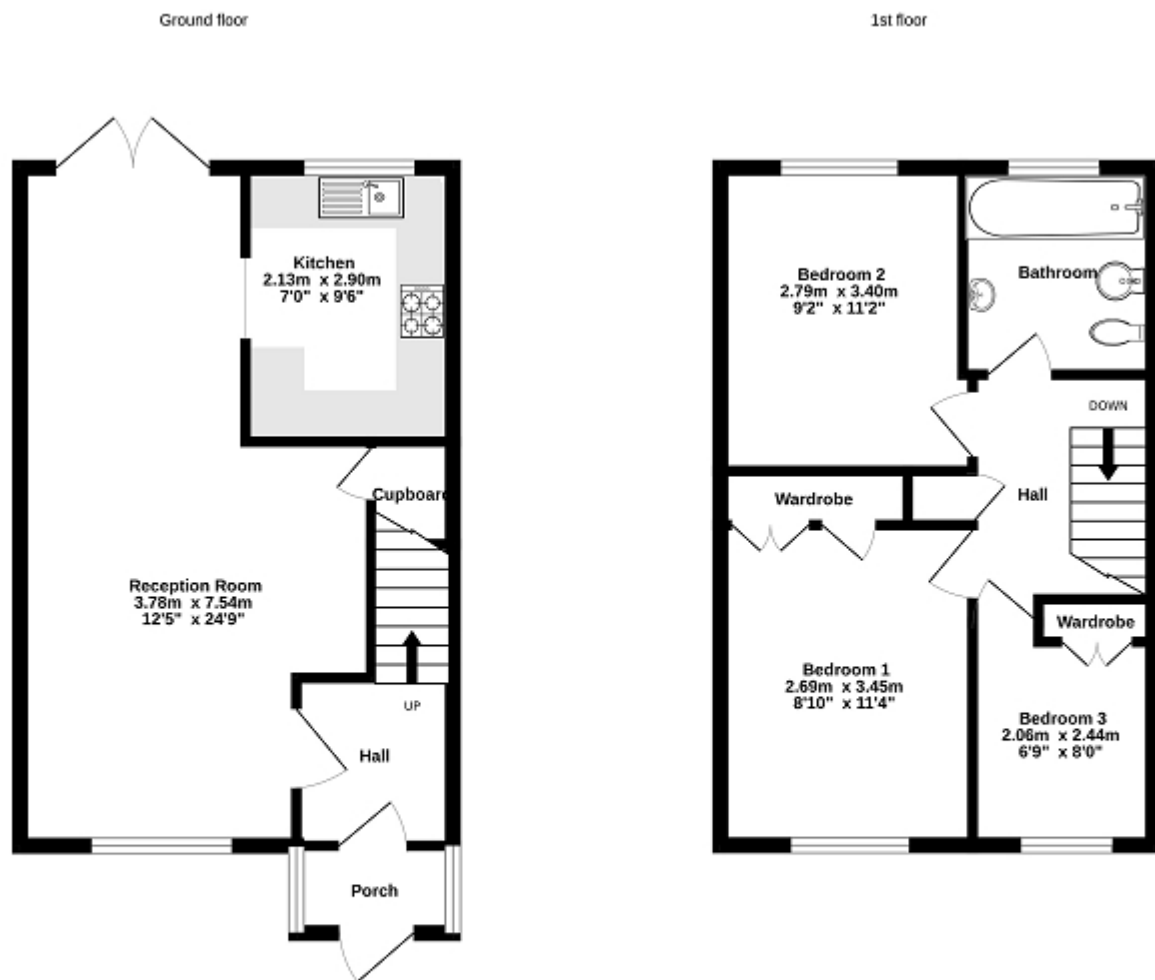 Ground floor
1st floor
Kitchen
2.13m x 2.90m
7'0" x 9'6"
Cupboard
Reception Room
3.78m x 7.54m
12'5" x 24'9"
UP
Hall
Porch
Bedroom 2
2.79m x 3.40m
9'2" x 11'2"
Bathroom
DOWN
Wardrobe
Hall
Wardrobe
Bedroom 1
2.69m x 3.45m
8'10" x 11'4"
Bedroom 3
2.06m x 2.44m
6'9" x 8'0"